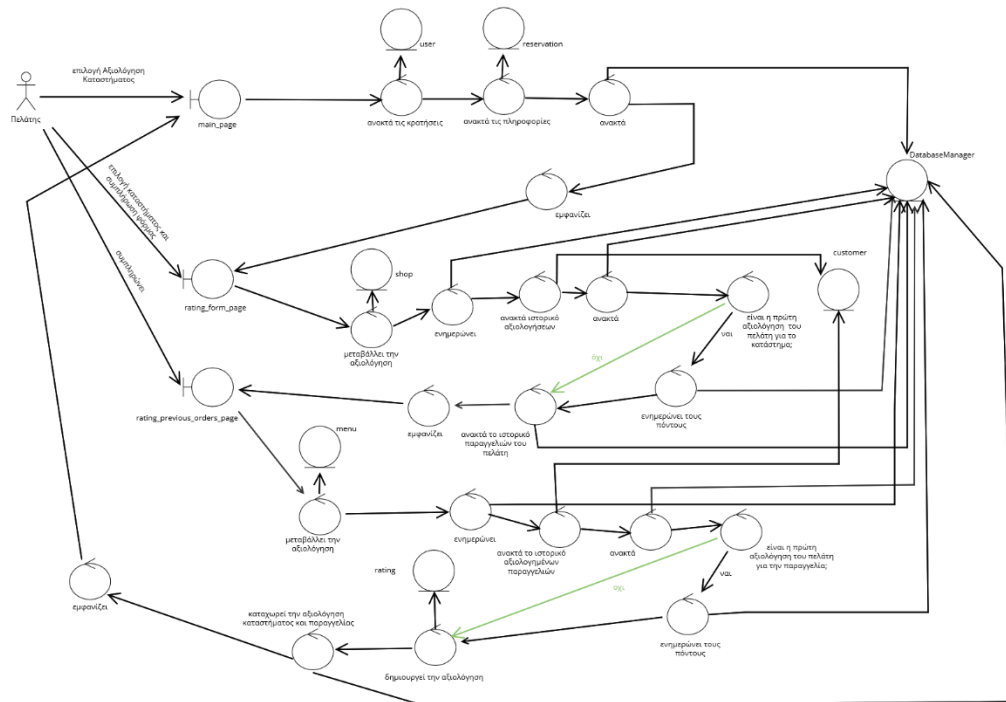 user
reservation
επιλογή Αξιολόγηση
Καταστήματος
Πελάτης
main_page
ανακτά τις κρατήσεις
ανακτά τις πληροφορίες
ανακτά
DatabaseManager
επιλογή καταστήματος και
συμπλήρωση φόρμας
εμφανίζει
συμπληρώνει
shop
customer
rating_form_page
ενημερώνει
ανακτά ιστορικό
αξιολογήσεων
ανακτά
είναι η πρώτη
αξιολόγηση του
πελάτη για το
κατάστημα;
μεταβάλλει την
αξιολόγηση
ναι
όχι
rating_previous_orders_page
εμφανίζει
ανακτά το ιστορικό
παραγγελιών του
πελάτη
ενημερώνει τους
πόντους
menu
μεταβάλλει την
αξιολόγηση
ενημερώνει
ανακτά το ιστορικό
αξιολογημένων
παραγγελιών
ανακτά
είναι η πρώτη
αξιολόγηση του πελάτη
για την παραγγελία;
rating
ναι
όχι
εμφανίζει
καταχωρεί την αξιολόγηση
καταστήματος και παραγγελίας
δημιουργεί την αξιολόγηση
ενημερώνει τους
πόντους